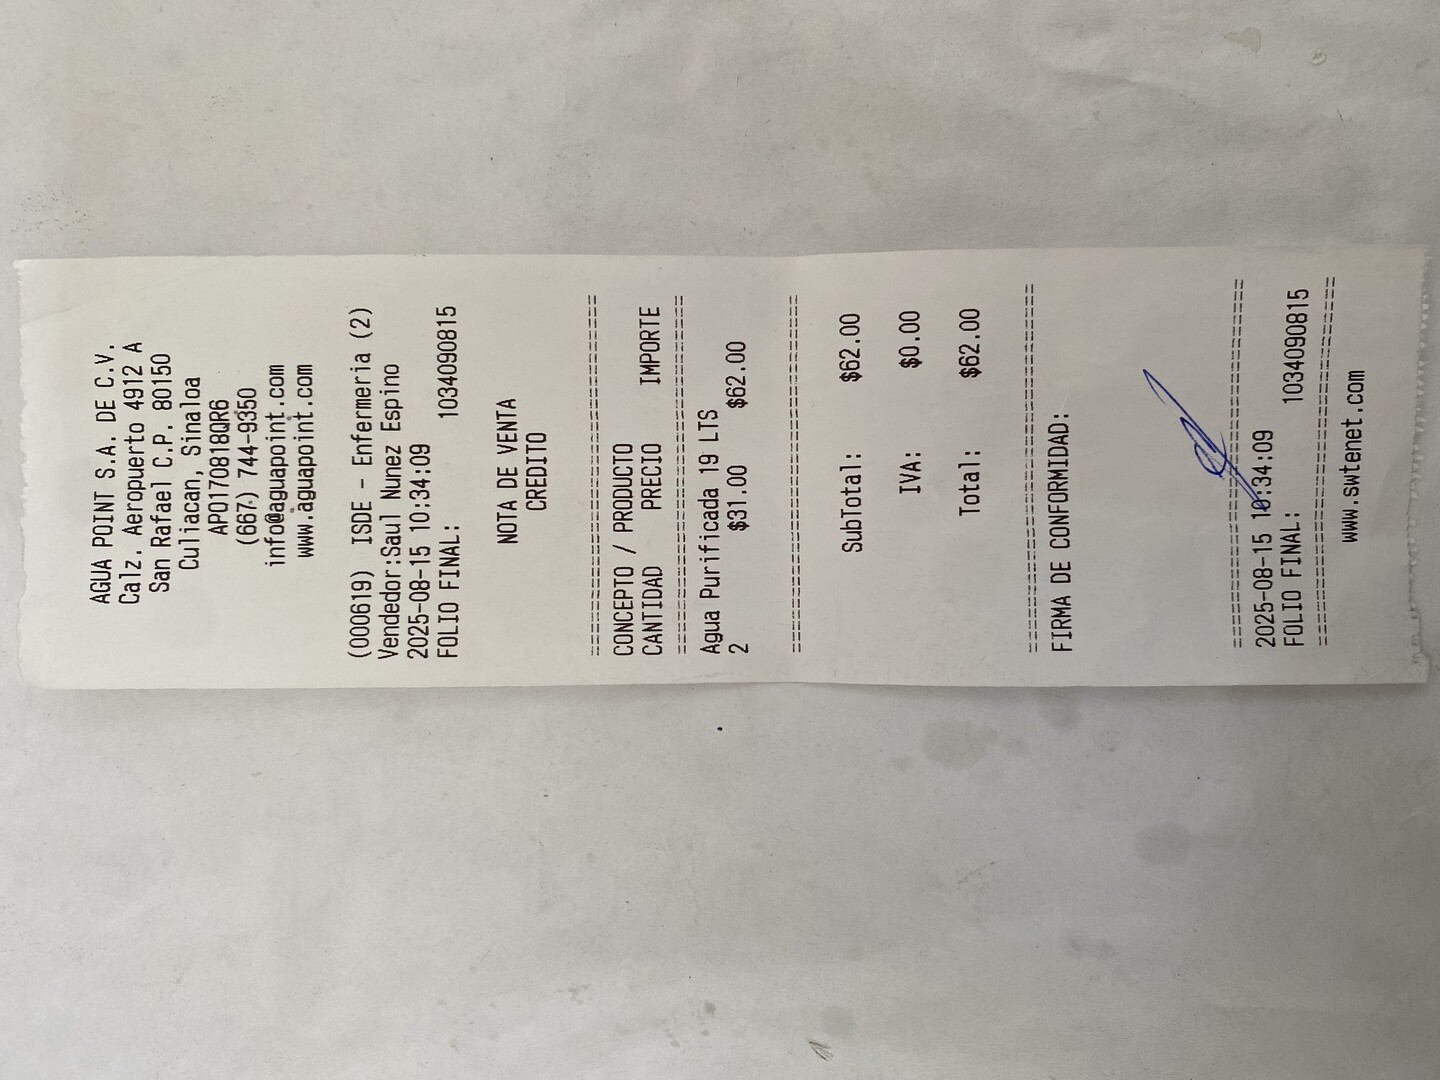 AGUA POINT S.A. DE C.V.
Calz. Aeropuerto 4912 A
San Rafael C.P. 80150
Culiacan, Sinaloa
APO170818QR6
(667) 744-9350
info@aguapoint.com
www.aguapoint.com
(000619) ISDE - Enfermeria (2)
Vendedor:Saul Nunez Espino
2025-08-15 10:34:09
FOLIO FINAL: 1034090815
NOTA DE VENTA
CREDITO
CONCEPTO / PRODUCTO
CANTIDAD PRECIO IMPORTE
Agua Purificada 19 LTS
2 $31.00 $62.00
SubTotal: $62.00
IVA: $0.00
Total: $62.00
FIRMA DE CONFORMIDAD:
2025-08-15 10:34:09
FOLIO FINAL: 1034090815
www.swtenet.com